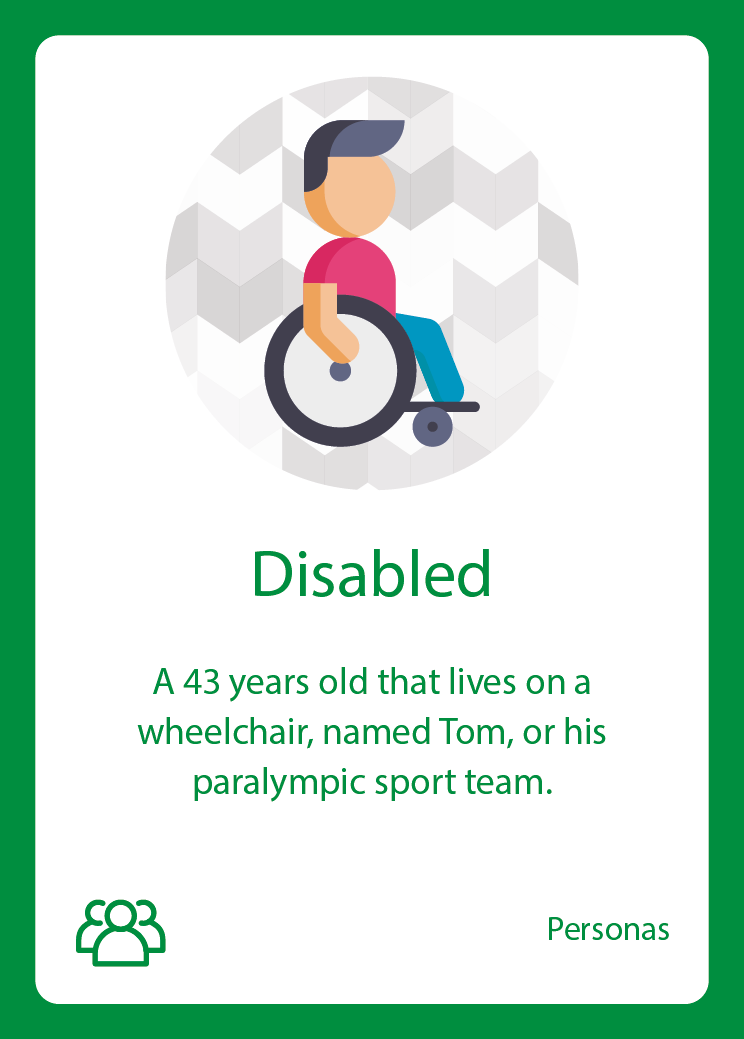 Disabled
A 43 years old that lives on a
wheelchair, named Tom, or his
paralympic sport team.
Personas